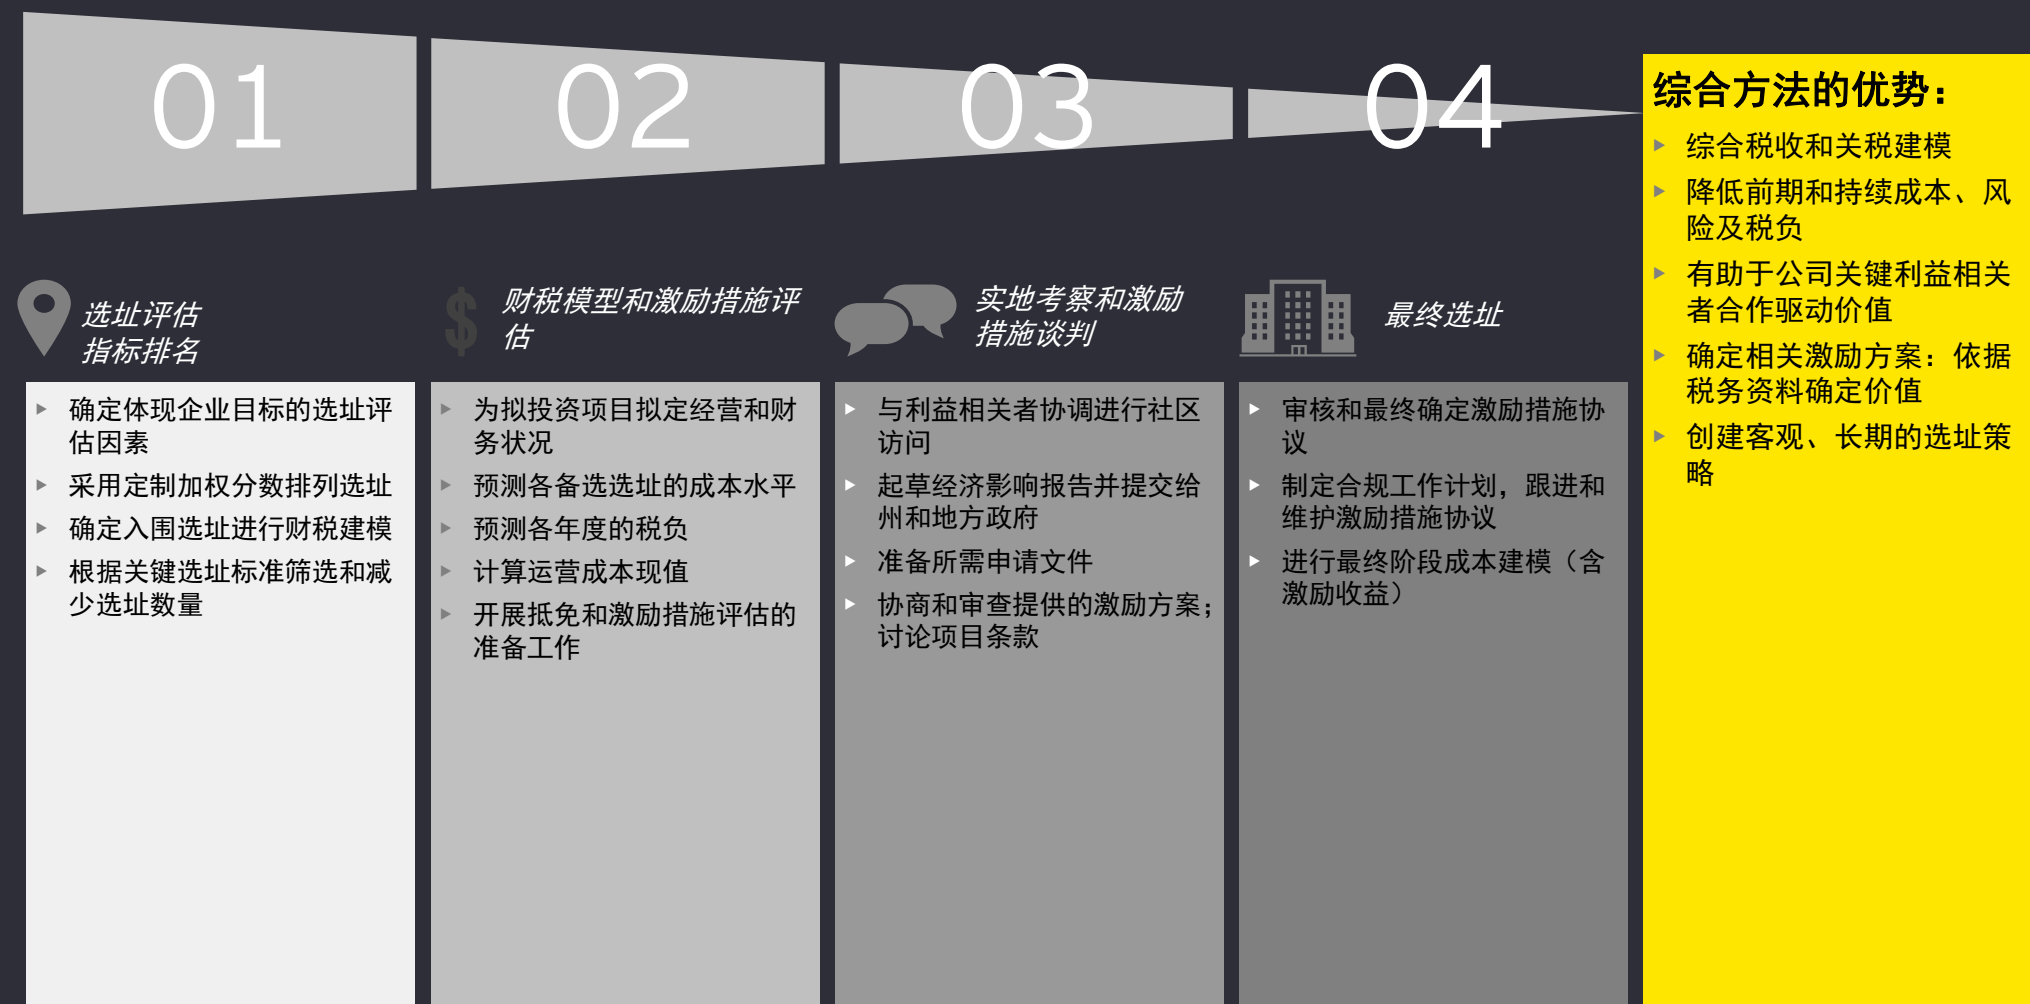 01
02
03
04
选址评估
指标排名
确定体现企业目标的选址评
估因素
采用定制加权分数排列选址
确定入围选址进行财税建模
根据关键选址标准筛选和减
少选址数量
财税模型和激励措施评
估
为拟投资项目拟定经营和财
务状况
预测各备选选址的成本水平
预测各年度的税负
计算运营成本现值
开展抵免和激励措施评估的
准备工作
实地考察和激励
措施谈判
与利益相关者协调进行社区
访问
起草经济影响报告并提交给
州和地方政府
准备所需申请文件
协商和审查提供的激励方案；
讨论项目条款
最终选址
审核和最终确定激励措施协
议
制定合规工作计划，跟进和
维护激励措施协议
进行最终阶段成本建模（含
激励收益）
综合方法的优势：
综合税收和关税建模
降低前期和持续成本、风
险及税负
有助于公司关键利益相关
者合作驱动价值
确定相关激励方案：依据
税务资料确定价值
创建客观、长期的选址策
略